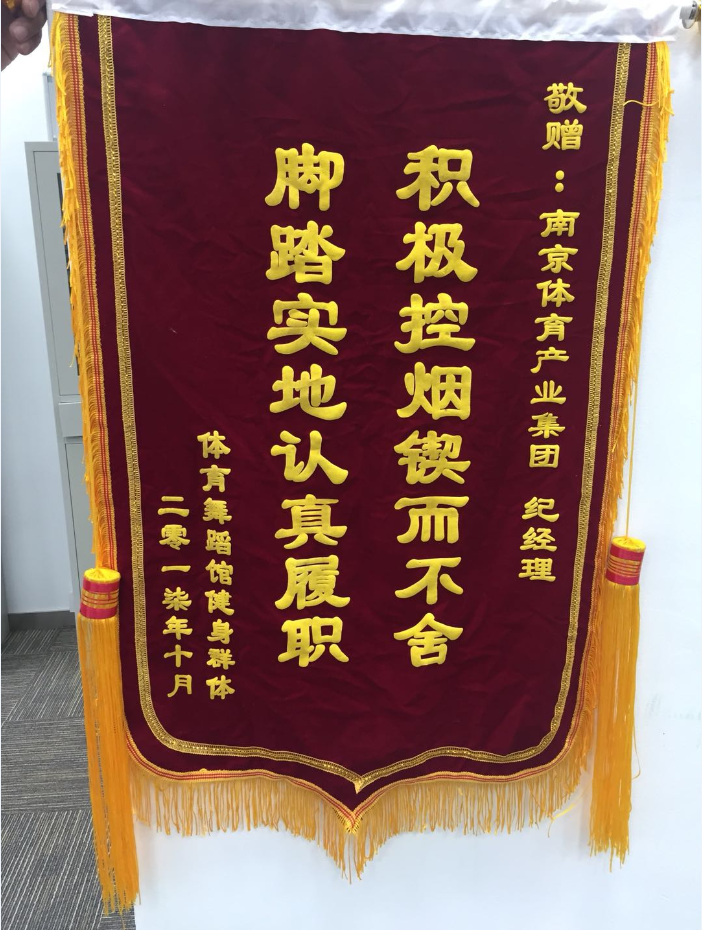 敬赠：南京体育产业集团 纪经理
积极控烟锲而不舍
脚踏实地认真履职
体育舞蹈馆健身群体
二零一柒年十月